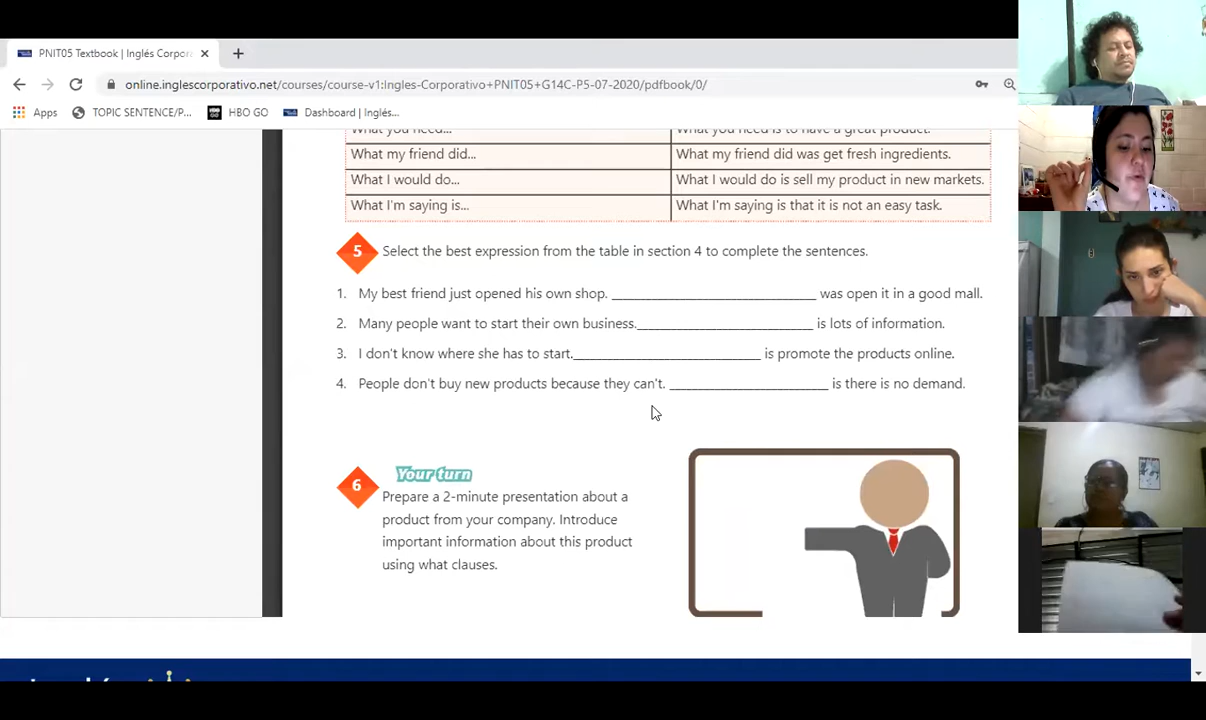 PNIT05 Textbook | Inglés Corpora
online.inglescorporativo.net/courses/course-v1:Ingles-Corporativo+PNIT05+G14C-P5-07-2020/pdfbook/0/
Apps TOPIC SENTENCE/P... HBO GO Dashboard | Inglés...
What you need... What you need is to have a great product.
What my friend did... What my friend did was get fresh ingredients.
What I would do... What I would do is sell my product in new markets.
What I'm saying is... What I'm saying is that it is not an easy task.
5 Select the best expression from the table in section 4 to complete the sentences.
1. My best friend just opened his own shop. ______________________________ was open it in a good mall.
2. Many people want to start their own business.__________________________ is lots of information.
3. I don't know where she has to start.___________________________ is promote the products online.
4. People don't buy new products because they can't. _______________________ is there is no demand.
6 Your turn
Prepare a 2-minute presentation about a
product from your company. Introduce
important information about this product
using what clauses.